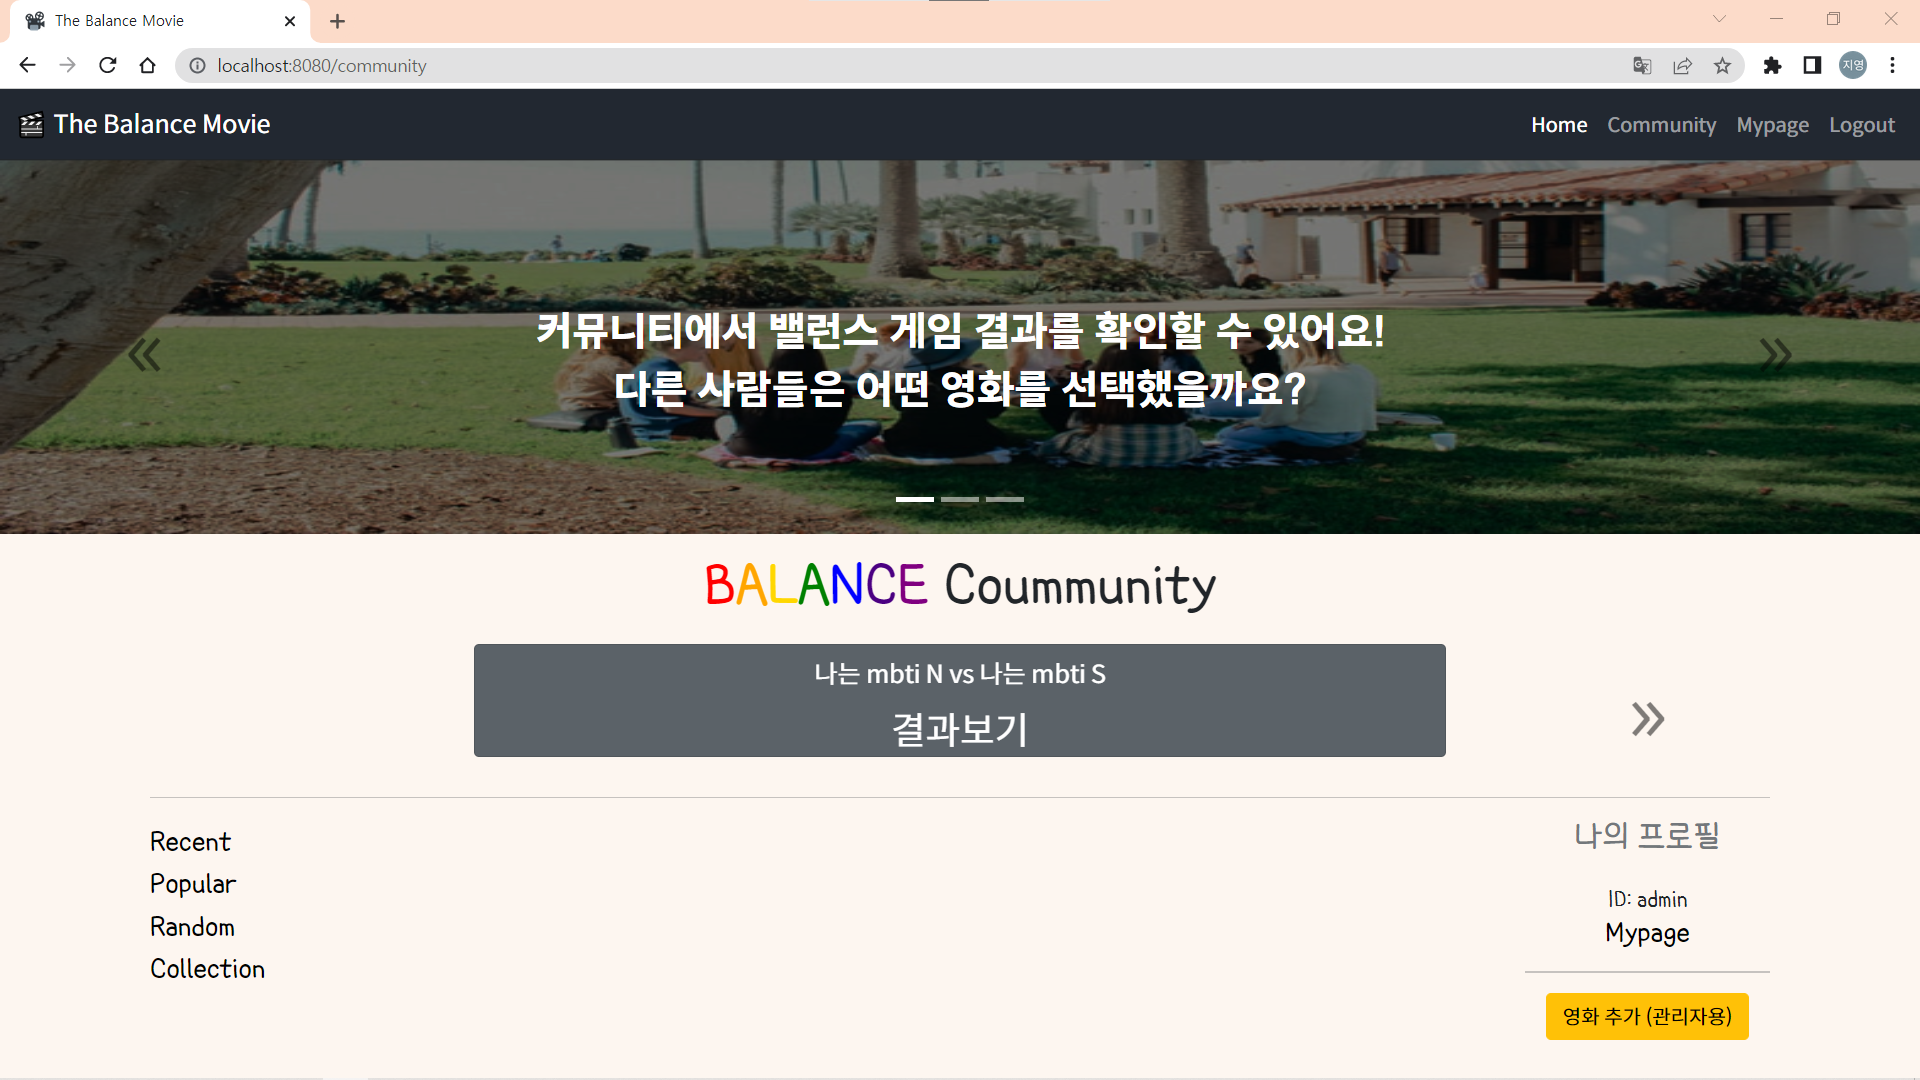 The Balance Movie
localhost:8080/community
지영
The Balance Movie
Home Community Mypage Logout
커뮤니티에서 밸런스 게임 결과를 확인할 수 있어요!
다른 사람들은 어떤 영화를 선택했을까요?
BALANCE Coummunity
나는 mbti N vs 나는 mbti S
결과보기
Recent
Popular
Random
Collection
나의 프로필
ID: admin
Mypage
영화 추가 (관리자용)